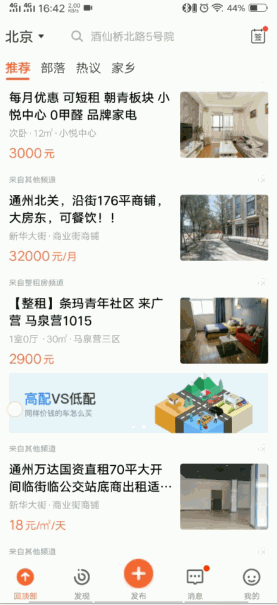 16:42
2.00
KB/s
44%
北京
酒仙桥北路5号院
签
推荐 部落 热议 家乡
每月优惠 可短租 朝青板块 小
悦中心 0甲醛 品牌家电
次卧·12㎡·小悦中心
3000元
来自其他频道
通州北关，沿街176平商铺，
大房东，可餐饮！！
新华大街·商业街商铺
32000元/月
来自整租房频道
【整租】条玛青年社区 来广
营 马泉营1015
1室0厅·30㎡·马泉营三区
2900元
高配VS低配
同样价钱的车怎么买
来自其他频道
通州万达国资直租70平大开
间临街临公交站底商出租适…
新华大街·商业街商铺
18元/㎡/天
来自其他频道
回顶部 发现 发布 消息 我的